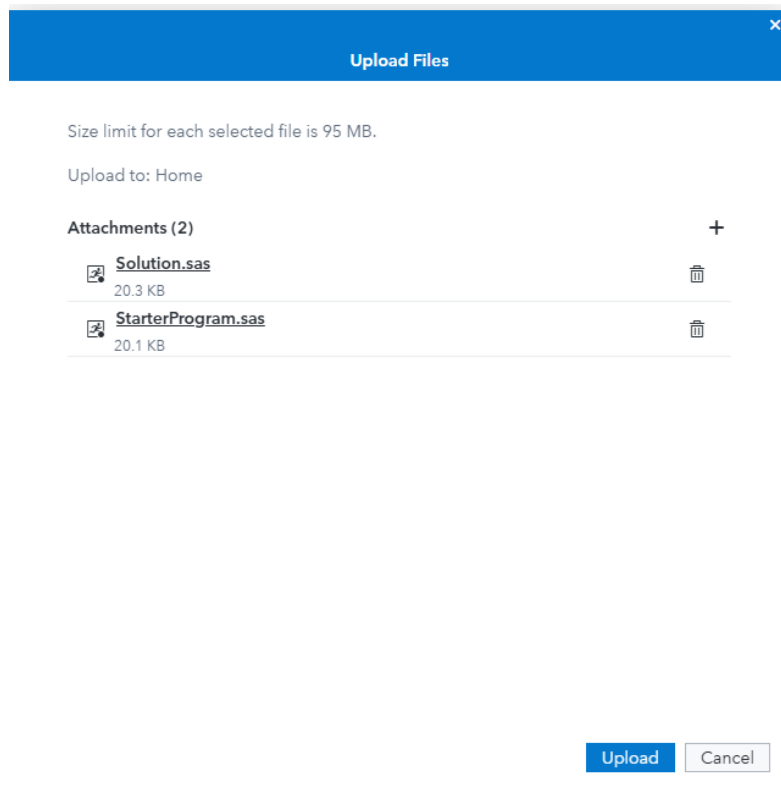 Upload Files
Size limit for each selected file is 95 MB.
Upload to: Home
Attachments (2)
Solution.sas
20.3 KB
StarterProgram.sas
20.1 KB
Upload Cancel